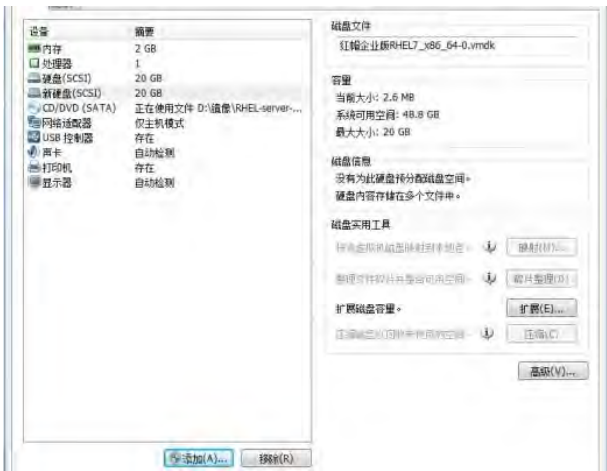 设备 摘要
内存 2 GB
处理器 1
硬盘(SCSI) 20 GB
新硬盘(SCSI) 20 GB
CD/DVD (SATA) 正在使用文件 D:\镜像\RHEL-server-...
网络适配器 仅主机模式
USB 控制器 存在
声卡 自动检测
打印机 存在
显示器 自动检测
添加(A)... 移除(R)
磁盘文件
红帽企业版RHEL7_x86_64-0.vmdk
容量
当前大小: 2.6 MB
系统可用空间: 48.8 GB
最大大小: 20 GB
磁盘信息
没有为此硬盘预分配磁盘空间。
硬盘内容存储在多个文件中。
磁盘实用工具
碎片整理(D)
扩展磁盘容量。 扩展(E)...
压缩(C)
高级(V)...